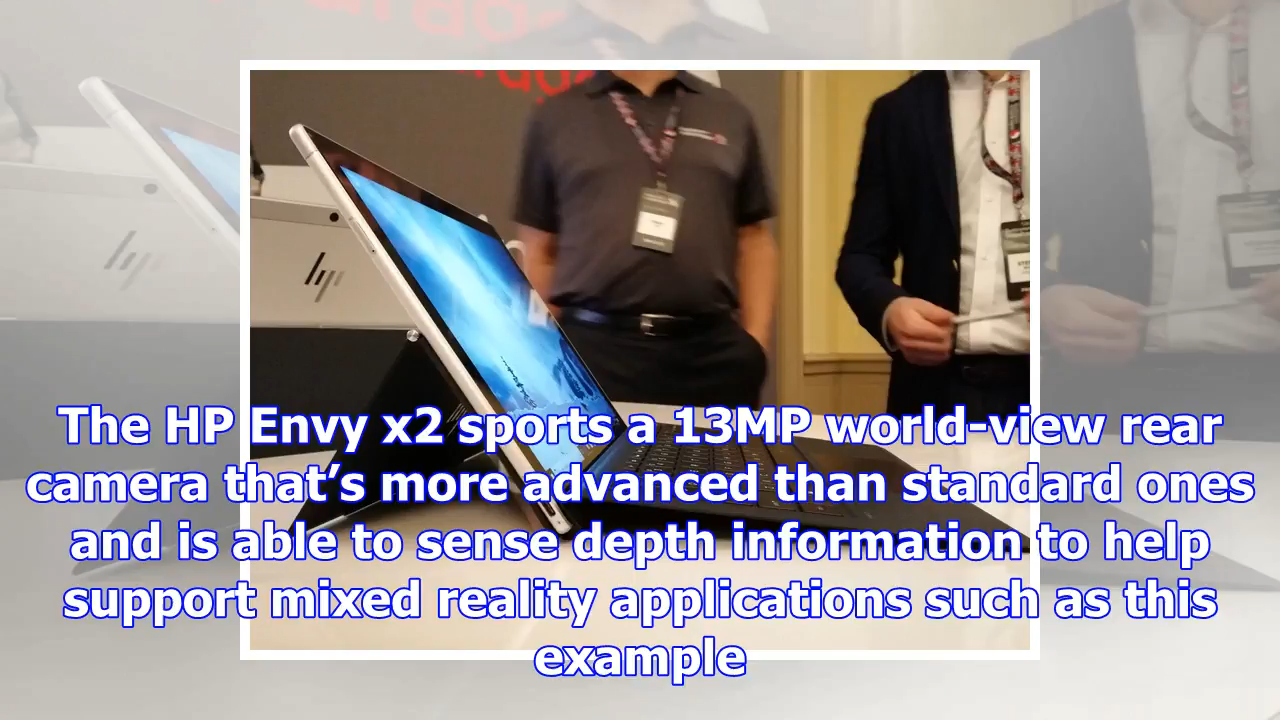 The HP Envy x2 sports a 13MP world-view rear
camera that’s more advanced than standard ones
and is able to sense depth information to help
support mixed reality applications such as this
example